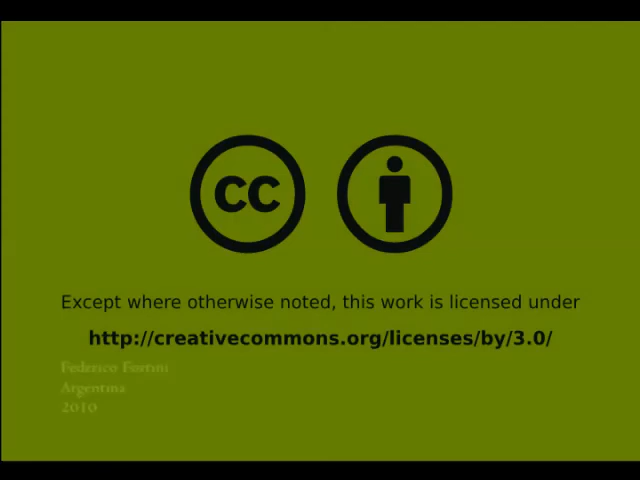 CC
Except where otherwise noted, this work is licensed under
http://creativecommons.org/licenses/by/3.0/
Federico Fostini
Argentina
2010